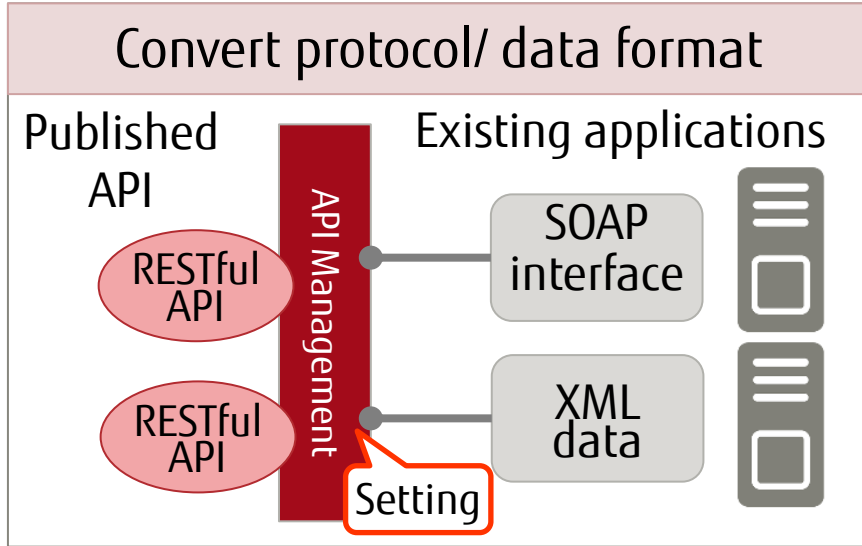 Convert protocol/ data format
Published
API
Existing applications
API Management
RESTful
API
SOAP
interface
RESTful
API
XML
data
Setting